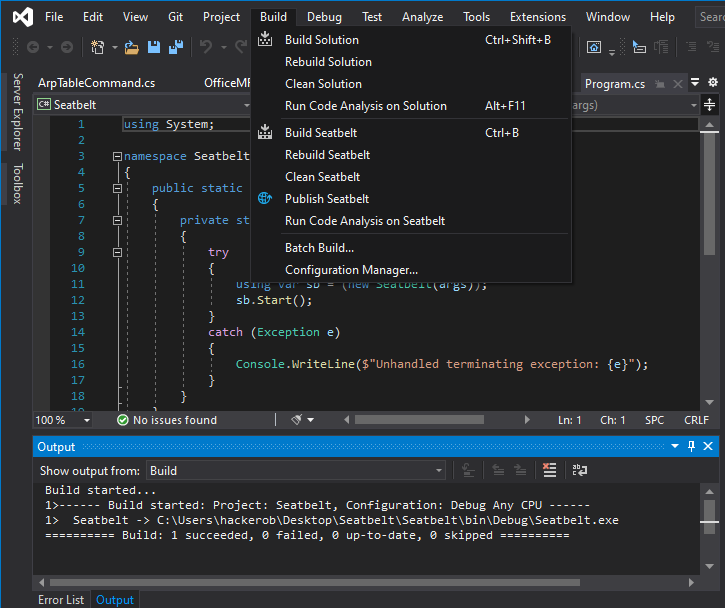 File Edit View Git Project Build Debug Test Analyze Tools Extensions Window Help Sear
Build Solution Ctrl+Shift+B
Rebuild Solution
Clean Solution
Run Code Analysis on Solution Alt+F11
Build Seatbelt Ctrl+B
Rebuild Seatbelt
Clean Seatbelt
Publish Seatbelt
Run Code Analysis on Seatbelt
Batch Build...
Configuration Manager...
Server Explorer
Toolbox
ArpTableCommand.cs OfficeMR Program.cs
C# Seatbelt args)
1 using System;
2
3 namespace Seatbelt
4 {
5 public static
6 {
7 private st
8 {
9 try
10 {
11 using var sb = (new Seatbelt(args));
12 sb.Start();
13 }
14 catch (Exception e)
15 {
16 Console.WriteLine($"Unhandled terminating exception: {e}");
17 }
18 }
19 }
100 % No issues found Ln: 1 Ch: 1 SPC CRLF
Output
Show output from: Build
Build started...
1>------ Build started: Project: Seatbelt, Configuration: Debug Any CPU ------
1> Seatbelt -> C:\Users\hackerob\Desktop\Seatbelt\Seatbelt\bin\Debug\Seatbelt.exe
========== Build: 1 succeeded, 0 failed, 0 up-to-date, 0 skipped ==========
Error List Output